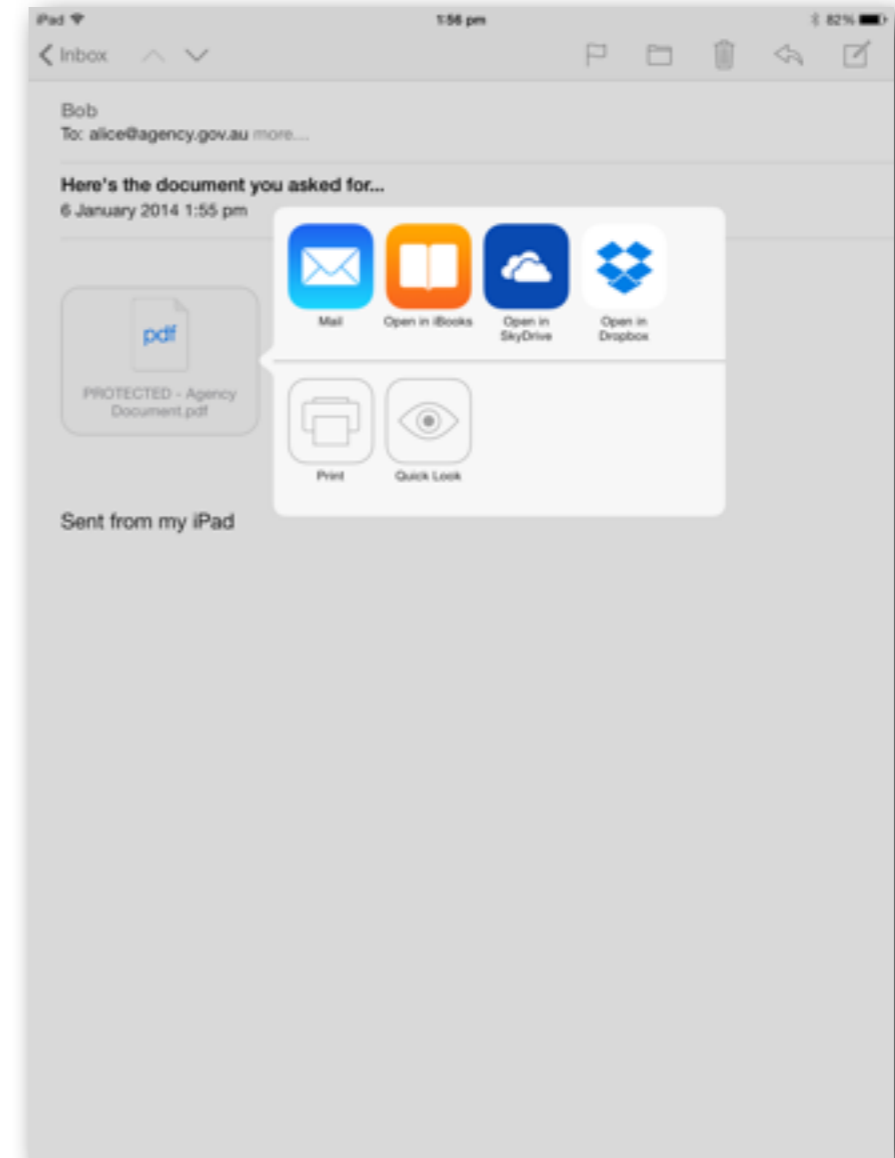 iPad 1:56 pm 82%
Inbox
Bob
To: alice@agency.gov.au more....
Here's the document you asked for...
6 January 2014 1:55 pm
Mail
Open in iBooks
Open in
SkyDrive
Open in
Dropbox
pdf
PROTECTED - Agency
Document.pdf
Print
Quick Look
Sent from my iPad